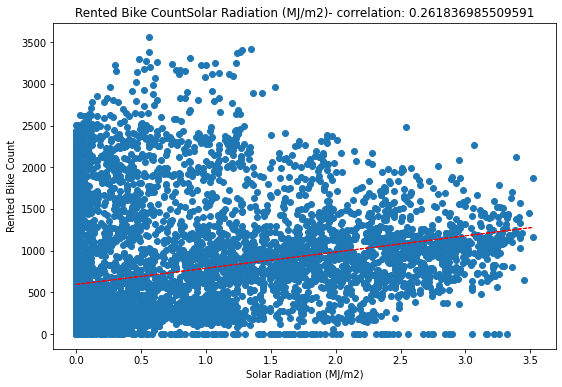 Rented Bike CountSolar Radiation (MJ/m2)- correlation: 0.261836985509591
3500
3000
2500
2000
1500
1000
500
0
Rented Bike Count
0.0 0.5 1.0 1.5 2.0 2.5 3.0 3.5
Solar Radiation (MJ/m2)